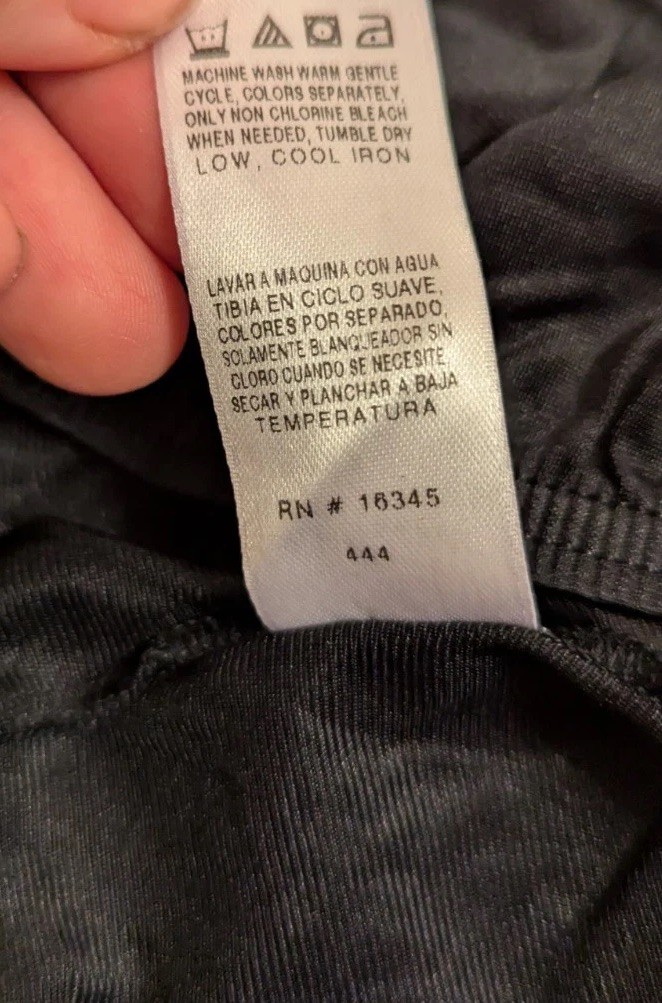 MACHINE WASH WARM GENTLE
CYCLE, COLORS SEPARATELY,
ONLY NON CHLORINE BLEACH
WHEN NEEDED, TUMBLE DRY
LOW, COOL IRON
LAVAR A MAQUINA CON AGUA
TIBIA EN CICLO SUAVE,
COLORES POR SEPARADO,
SOLAMENTE BLANQUEADOR SIN
CLORO CUANDO SE NECESITE,
SECAR Y PLANCHAR A BAJA
TEMPERATURA
RN # 16345
444